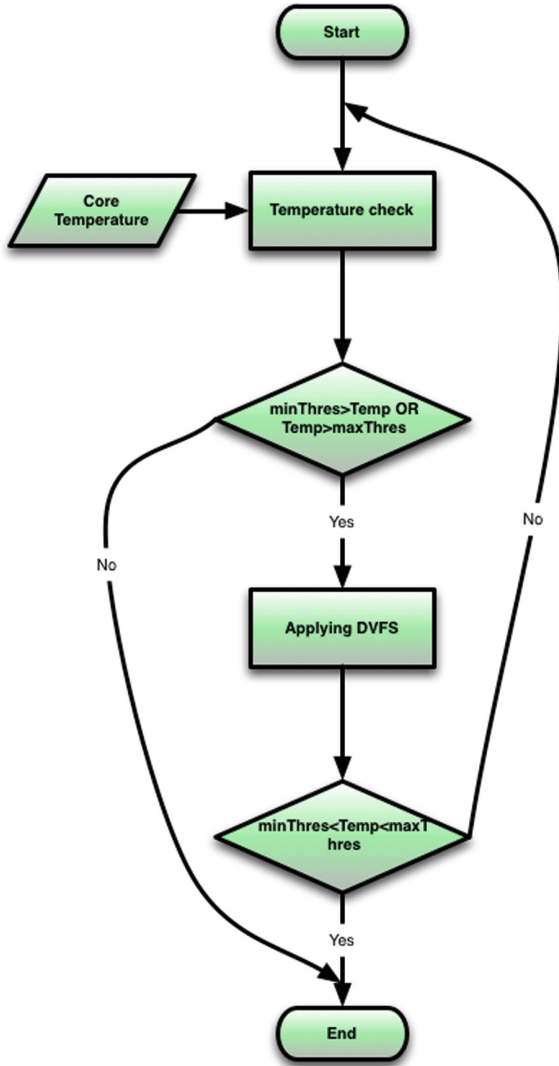 Start
Core
Temperature
Temperature check
minThres>Temp OR
Temp>maxThres
No
Yes
No
Applying DVFS
minThres<Temp<maxT
hres
Yes
End